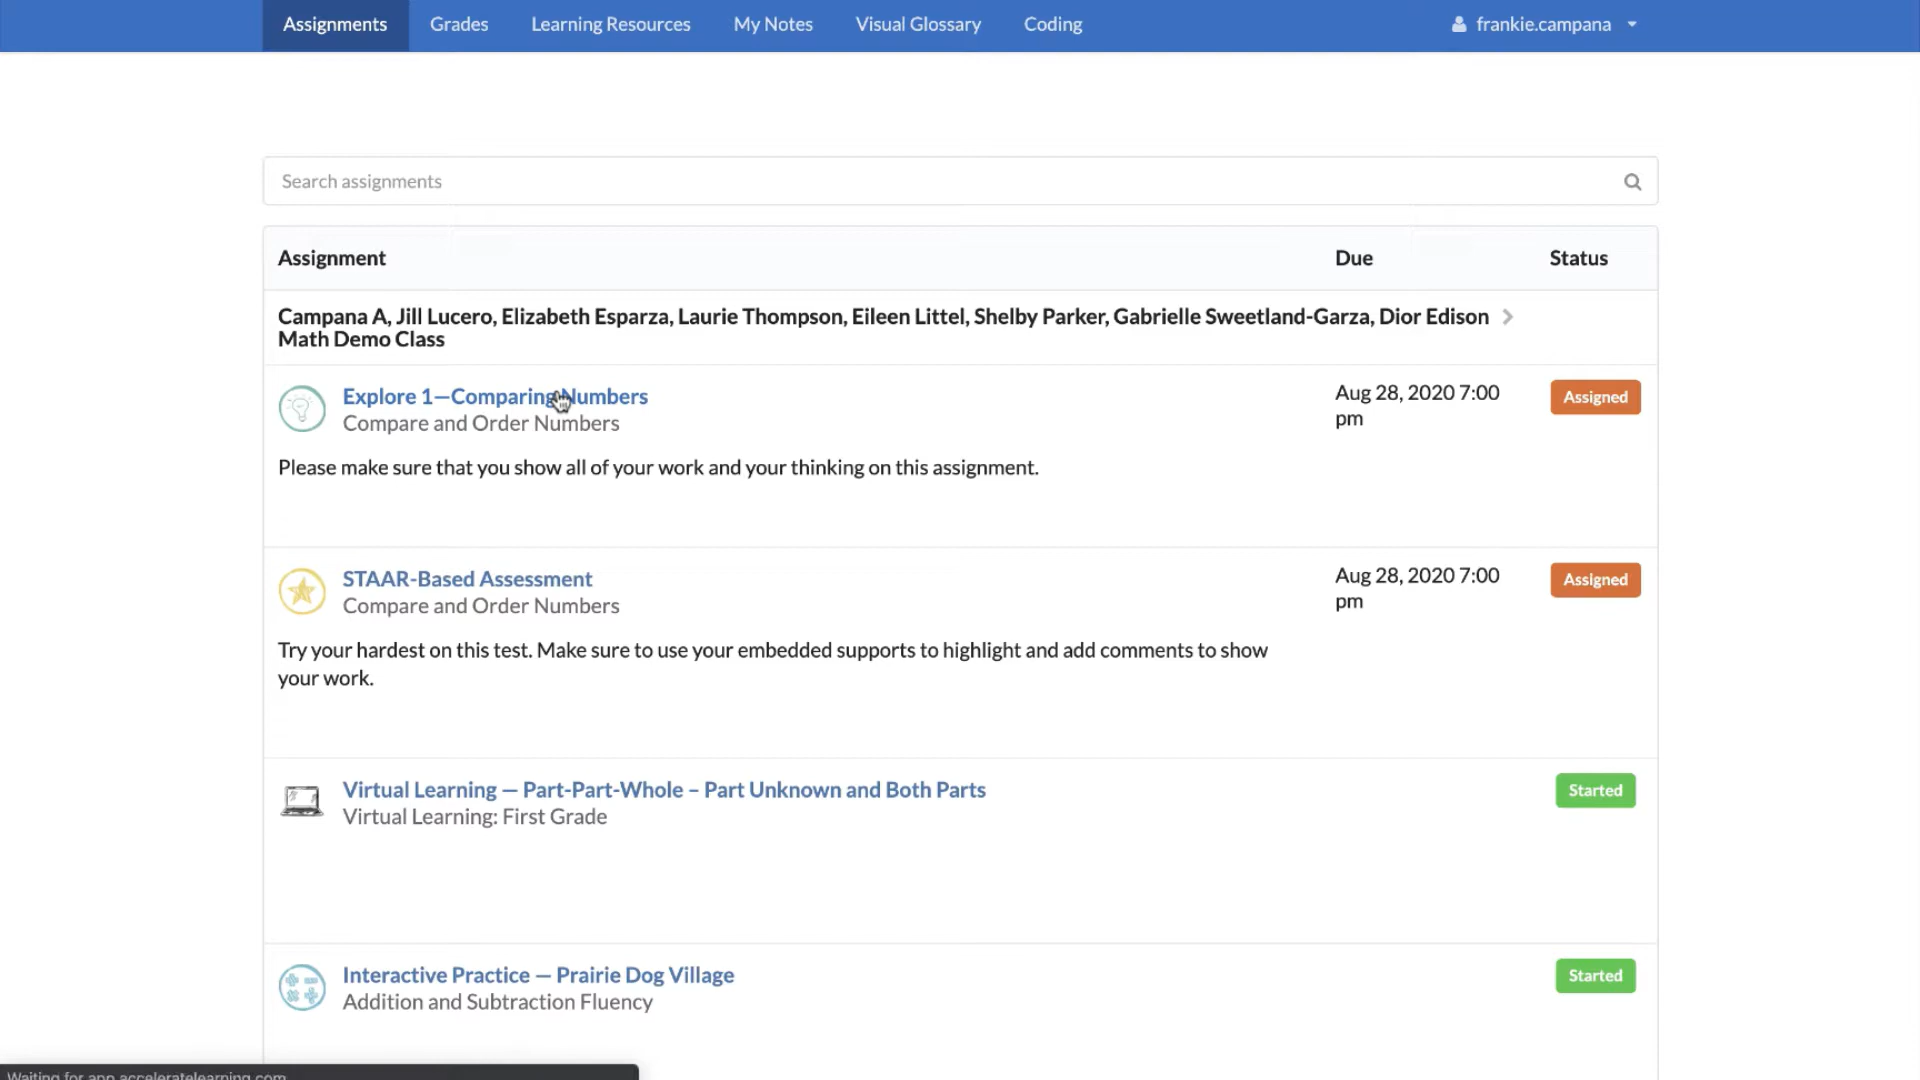 Assignments Grades Learning Resources My Notes Visual Glossary Coding frankie.campana
Search assignments
Assignment Due Status
Campana A, Jill Lucero, Elizabeth Esparza, Laurie Thompson, Eileen Littel, Shelby Parker, Gabrielle Sweetland-Garza, Dior Edison
Math Demo Class
Explore 1—Comparing Numbers Aug 28, 2020 7:00 Assigned
pm
Compare and Order Numbers
Please make sure that you show all of your work and your thinking on this assignment.
STAAR-Based Assessment Aug 28, 2020 7:00 Assigned
pm
Compare and Order Numbers
Try your hardest on this test. Make sure to use your embedded supports to highlight and add comments to show
your work.
Virtual Learning — Part-Part-Whole – Part Unknown and Both Parts Started
Virtual Learning: First Grade
Interactive Practice — Prairie Dog Village Started
Addition and Subtraction Fluency
Waiting for app.acceleratelearning.com